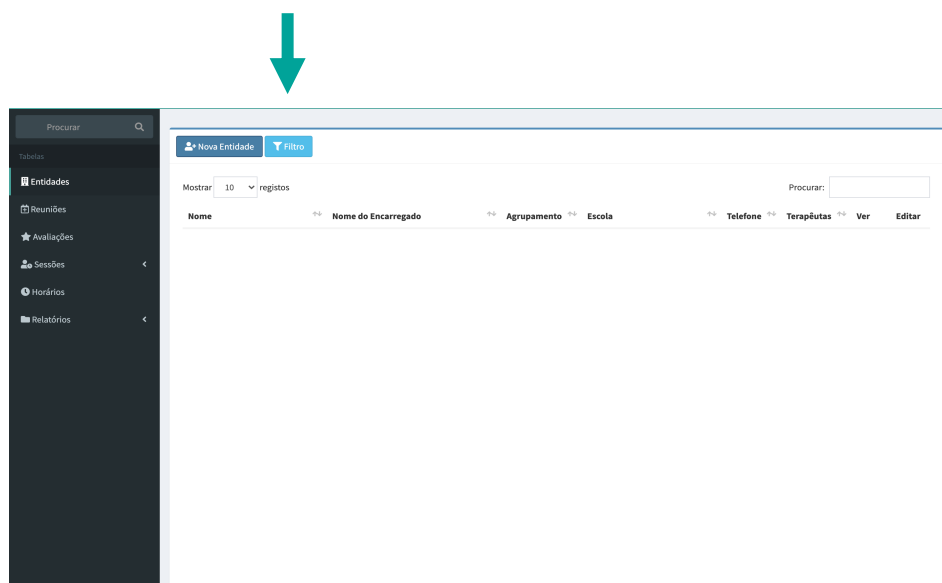 Procurar
Tabelas
Entidades
Reuniões
Avaliações
Sessões
Horários
Relatórios
Nova Entidade Filtro
Mostrar 10 registos Procurar:
Nome Nome do Encarregado Agrupamento Escola Telefone Terapêutas Ver Editar